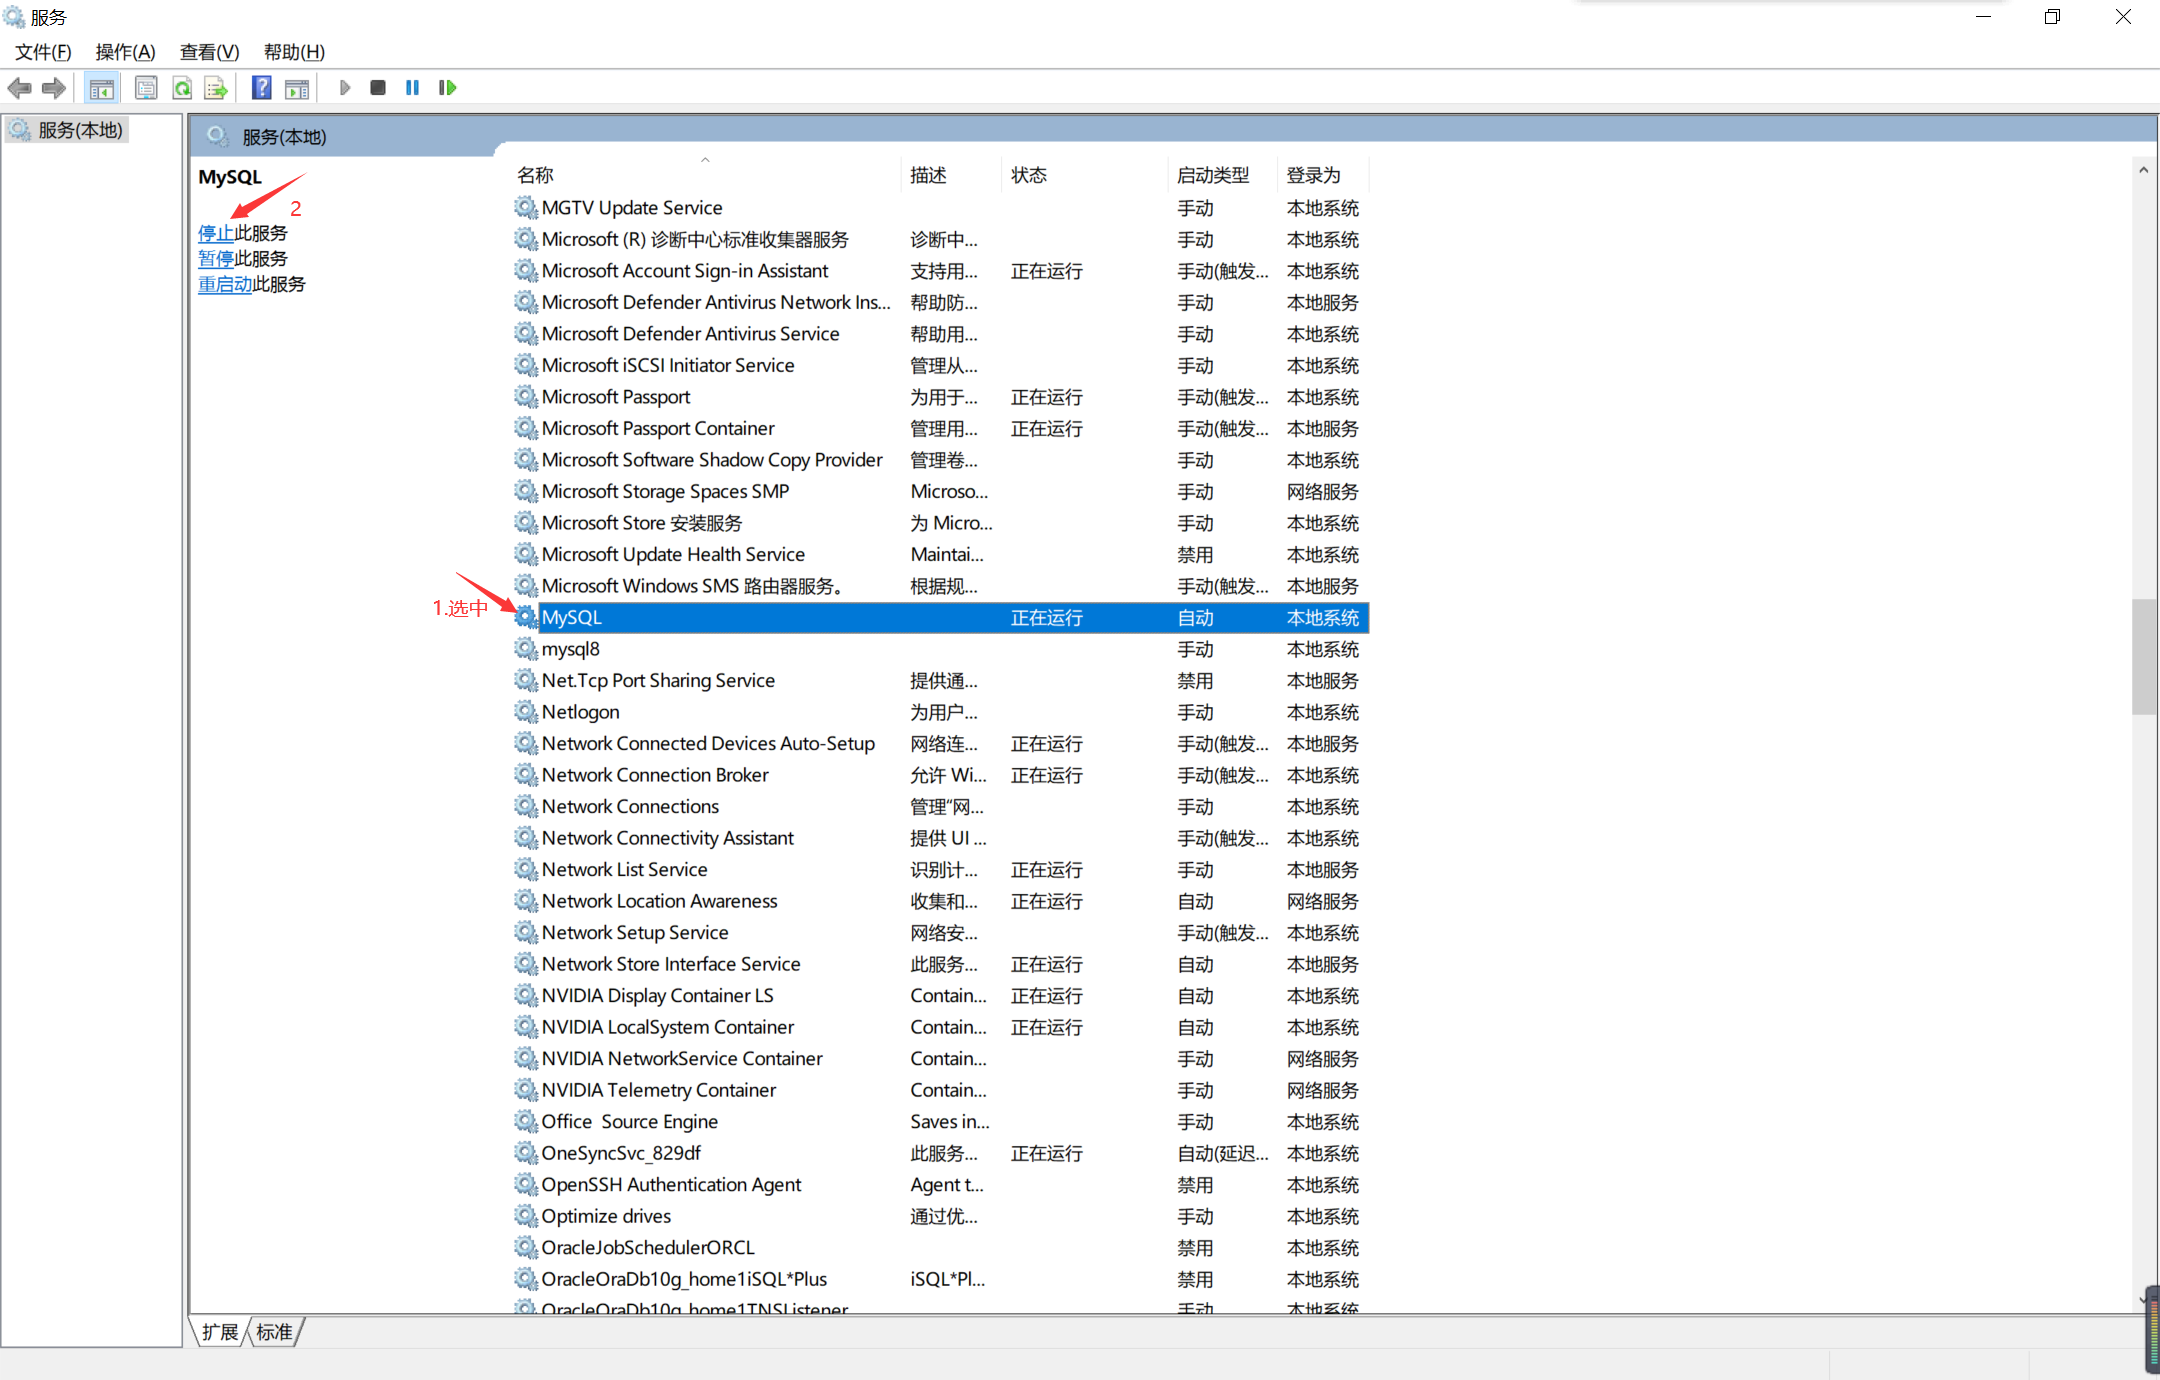 服务
文件(F) 操作(A) 查看(V) 帮助(H)
服务(本地)
服务(本地)
MySQL
2
停止此服务
暂停此服务
重启动此服务
名称 描述 状态 启动类型 登录为
MGTV Update Service 手动 本地系统
Microsoft (R) 诊断中心标准收集器服务 诊断中... 手动 本地系统
Microsoft Account Sign-in Assistant 支持用... 正在运行 手动(触发... 本地系统
Microsoft Defender Antivirus Network Ins... 帮助防... 手动 本地服务
Microsoft Defender Antivirus Service 帮助用... 手动 本地系统
Microsoft iSCSI Initiator Service 管理从... 手动 本地系统
Microsoft Passport 为用于... 正在运行 手动(触发... 本地系统
Microsoft Passport Container 管理用... 正在运行 手动(触发... 本地服务
Microsoft Software Shadow Copy Provider 管理卷... 手动 本地系统
Microsoft Storage Spaces SMP Microso... 手动 网络服务
Microsoft Store 安装服务 为 Micro... 手动 本地系统
Microsoft Update Health Service Maintai... 禁用 本地系统
Microsoft Windows SMS 路由器服务。 根据规... 手动(触发... 本地服务
1.选中 MySQL 正在运行 自动 本地系统
mysql8 手动 本地系统
Net.Tcp Port Sharing Service 提供通... 禁用 本地服务
Netlogon 为用户... 手动 本地系统
Network Connected Devices Auto-Setup 网络连... 正在运行 手动(触发... 本地服务
Network Connection Broker 允许 Wi... 正在运行 手动(触发... 本地系统
Network Connections 管理“网... 手动 本地系统
Network Connectivity Assistant 提供 UI ... 手动(触发... 本地系统
Network List Service 识别计... 正在运行 手动 本地服务
Network Location Awareness 收集和... 正在运行 自动 网络服务
Network Setup Service 网络安... 手动(触发... 本地系统
Network Store Interface Service 此服务... 正在运行 自动 本地服务
NVIDIA Display Container LS Contain... 正在运行 自动 本地系统
NVIDIA LocalSystem Container Contain... 正在运行 自动 本地系统
NVIDIA NetworkService Container Contain... 手动 网络服务
NVIDIA Telemetry Container Contain... 手动 网络服务
Office  Source Engine Saves in... 手动 本地系统
OneSyncSvc_829df 此服务... 正在运行 自动(延迟... 本地系统
OpenSSH Authentication Agent Agent t... 禁用 本地系统
Optimize drives 通过优... 手动 本地系统
OracleJobSchedulerORCL 禁用 本地系统
OracleOraDb10g_home1iSQL*Plus iSQL*Pl... 禁用 本地系统
OracleOraDb10g_home1TNSListener 手动 本地系统
扩展 标准